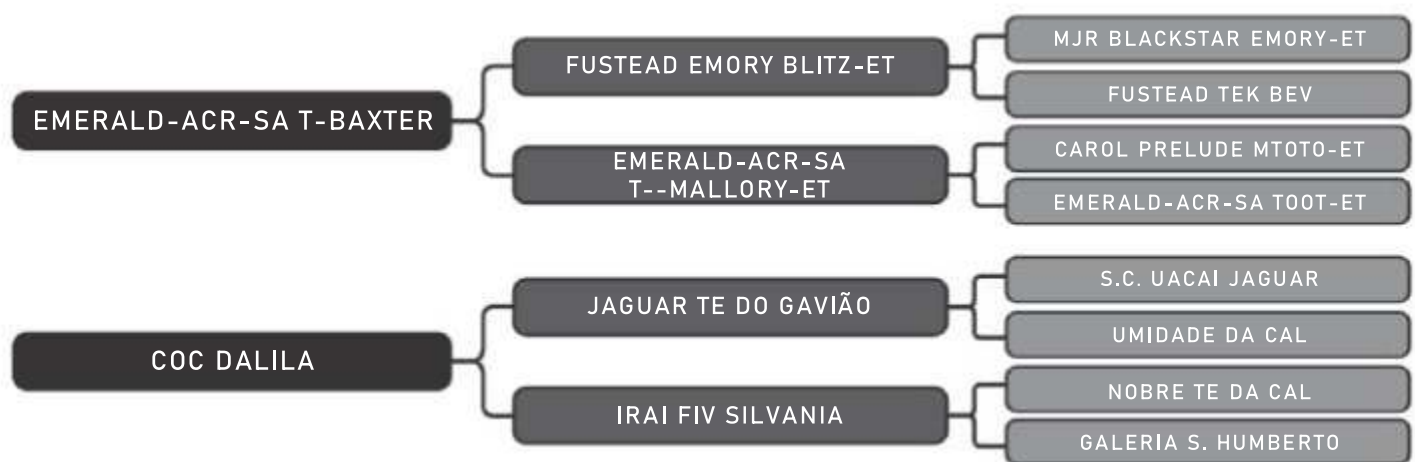 EMERALD-ACR-SA T-BAXTER
FUSTEAD EMORY BLITZ-ET
MJR BLACKSTAR EMORY-ET
FUSTEAD TEK BEV
EMERALD-ACR-SA
T--MALLORY-ET
CAROL PRELUDE MTOTO-ET
EMERALD-ACR-SA TOOT-ET
COC DALILA
JAGUAR TE DO GAVIÃO
S.C. UACAI JAGUAR
UMIDADE DA CAL
IRAI FIV SILVANIA
NOBRE TE DA CAL
GALERIA S. HUMBERTO